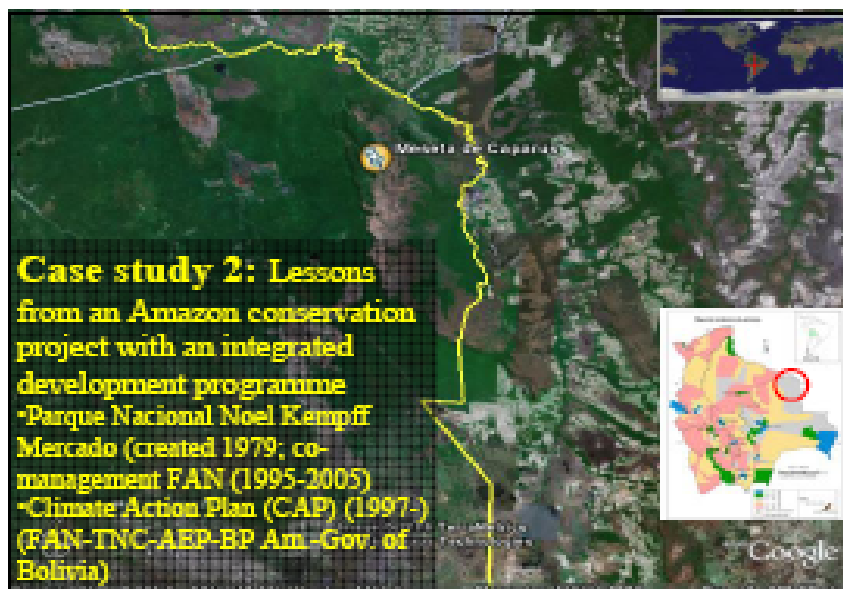 Meseta de Caparus
Case study 2: Lessons
from an Amazon conservation
project with an integrated
development programme
•Parque Nacional Noel Kempff
Mercado (created 1979; co-
management FAN (1995-2005)
•Climate Action Plan (CAP) (1997-)
(FAN-TNC-AEP-BP Am.-Gov. of
Bolivia)
Google